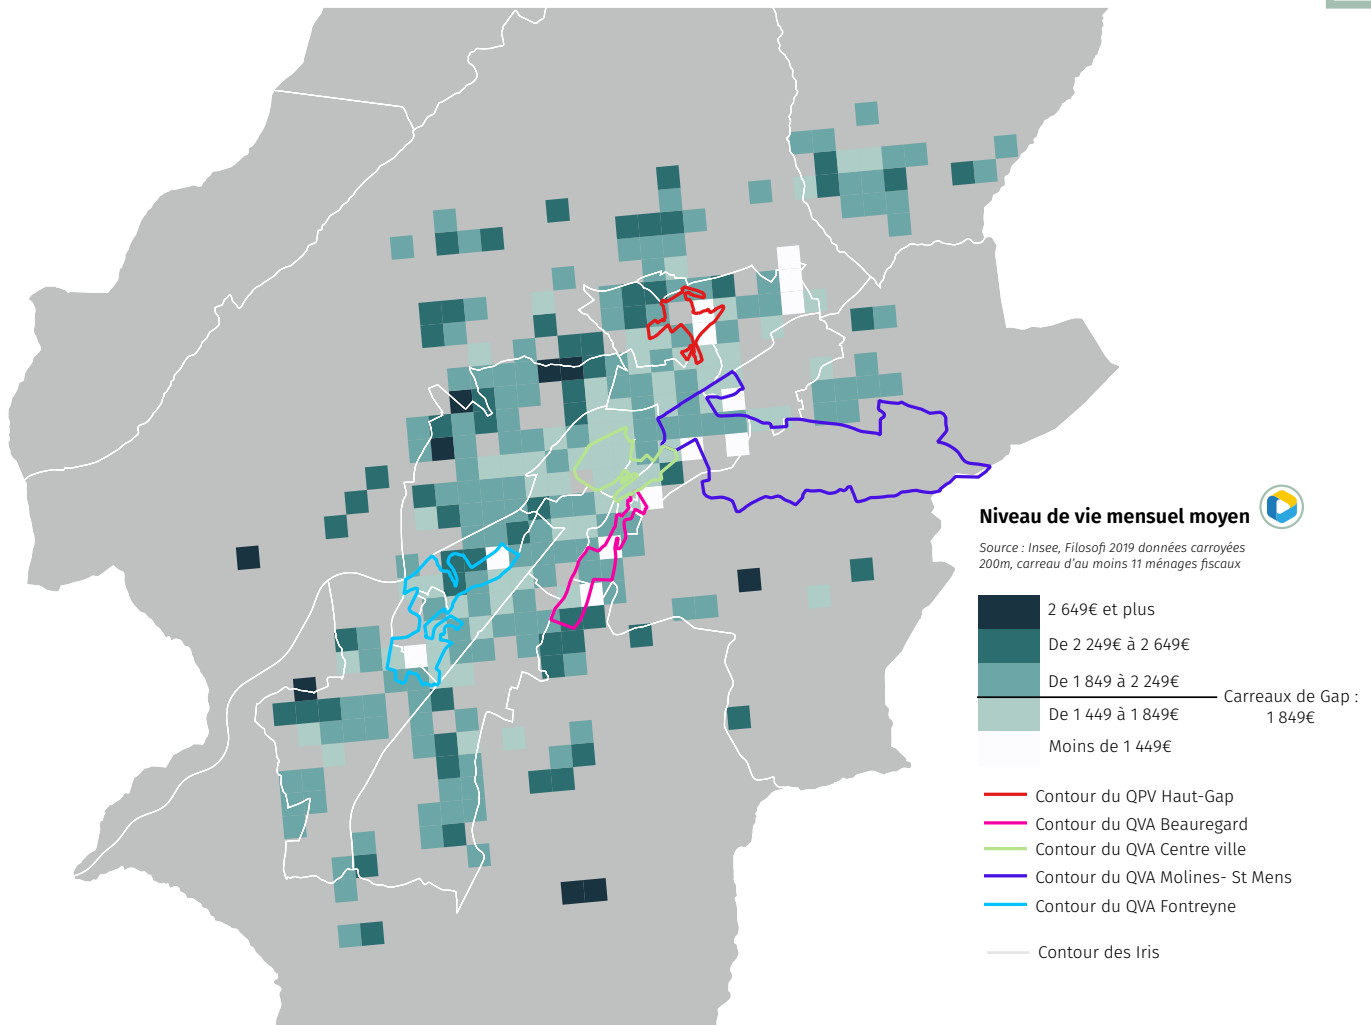 Niveau de vie mensuel moyen
Source : Insee, Filosofi 2019 données carroyées
200m, carreau d'au moins 11 ménages fiscaux
2 649€ et plus
De 2 249€ à 2 649€
De 1 849 à 2 249€
Carreaux de Gap :
1 849€
De 1 449 à 1 849€
Moins de 1 449€
Contour du QPV Haut-Gap
Contour du QVA Beauregard
Contour du QVA Centre ville
Contour du QVA Molines- St Mens
Contour du QVA Fontreyne
Contour des Iris